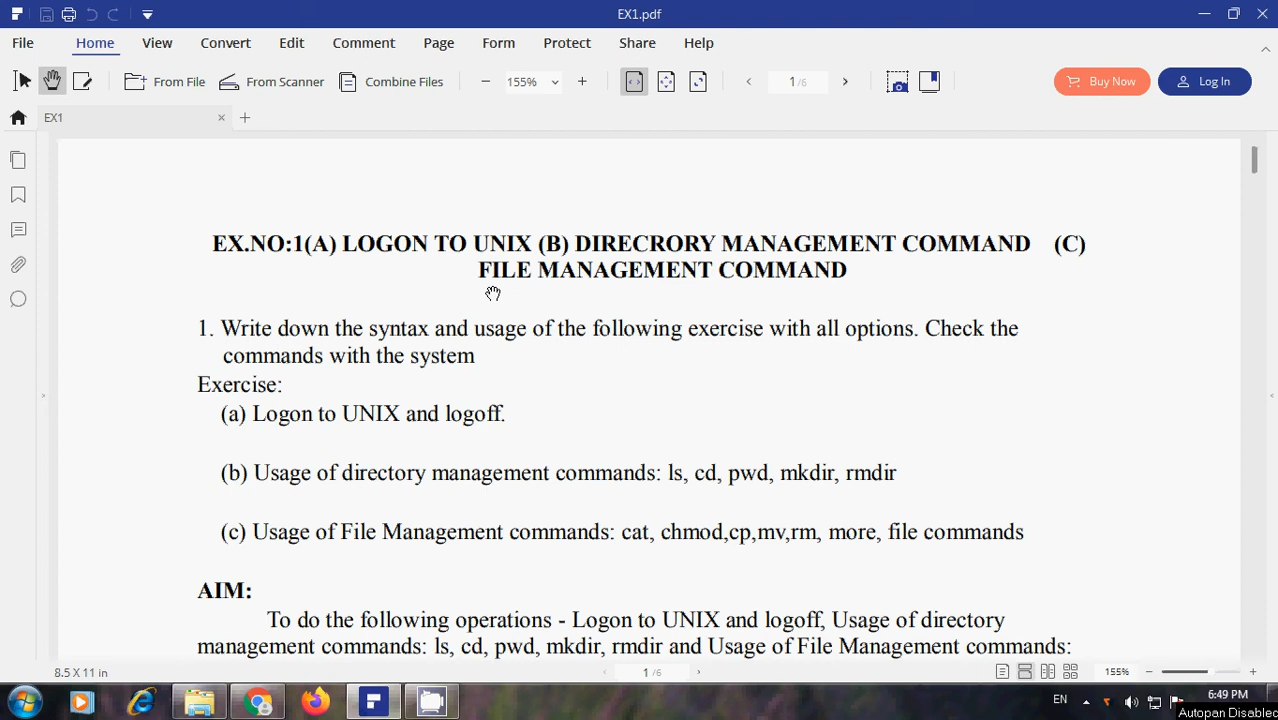 EX1.pdf
File Home View Convert Edit Comment Page Form Protect Share Help
From File From Scanner Combine Files 155% 1/6 Buy Now Log In
EX1
EX.NO:1(A) LOGON TO UNIX (B) DIRECRORY MANAGEMENT COMMAND (C)
FILE MANAGEMENT COMMAND
1. Write down the syntax and usage of the following exercise with all options. Check the
commands with the system
Exercise:
(a) Logon to UNIX and logoff.
(b) Usage of directory management commands: ls, cd, pwd, mkdir, rmdir
(c) Usage of File Management commands: cat, chmod,cp,mv,rm, more, file commands
AIM:
To do the following operations - Logon to UNIX and logoff, Usage of directory
management commands: ls, cd, pwd, mkdir, rmdir and Usage of File Management commands:
8.5 X 11 in 1/6 155%
EN 6:49 PM
Autopan Disabled